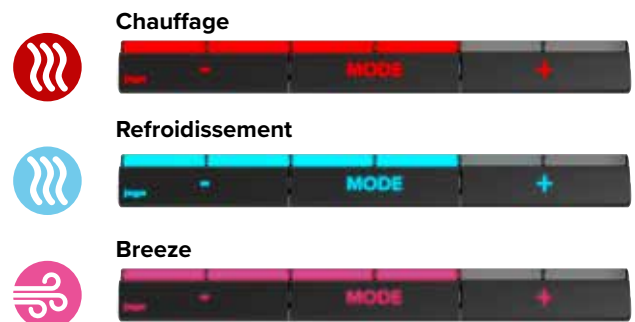 Chauffage
- MODE +
Refroidissement
- MODE +
Breeze
- MODE +